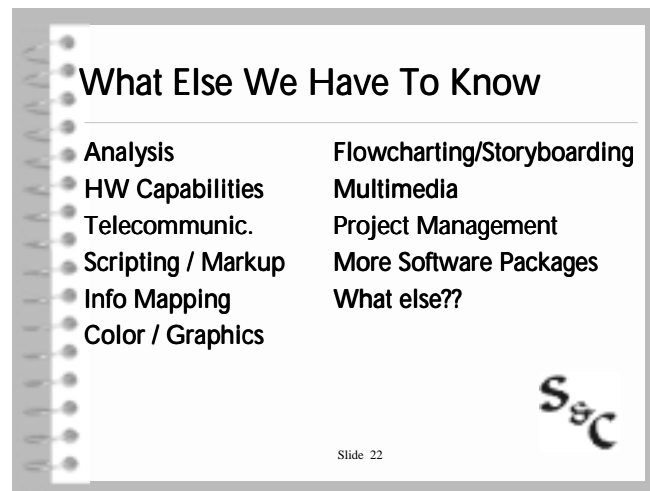 What Else We Have To Know
Analysis
HW Capabilities
Telecommunic.
Scripting / Markup
Info Mapping
Color / Graphics
Flowcharting/Storyboarding
Multimedia
Project Management
More Software Packages
What else??
S&C
Slide 22